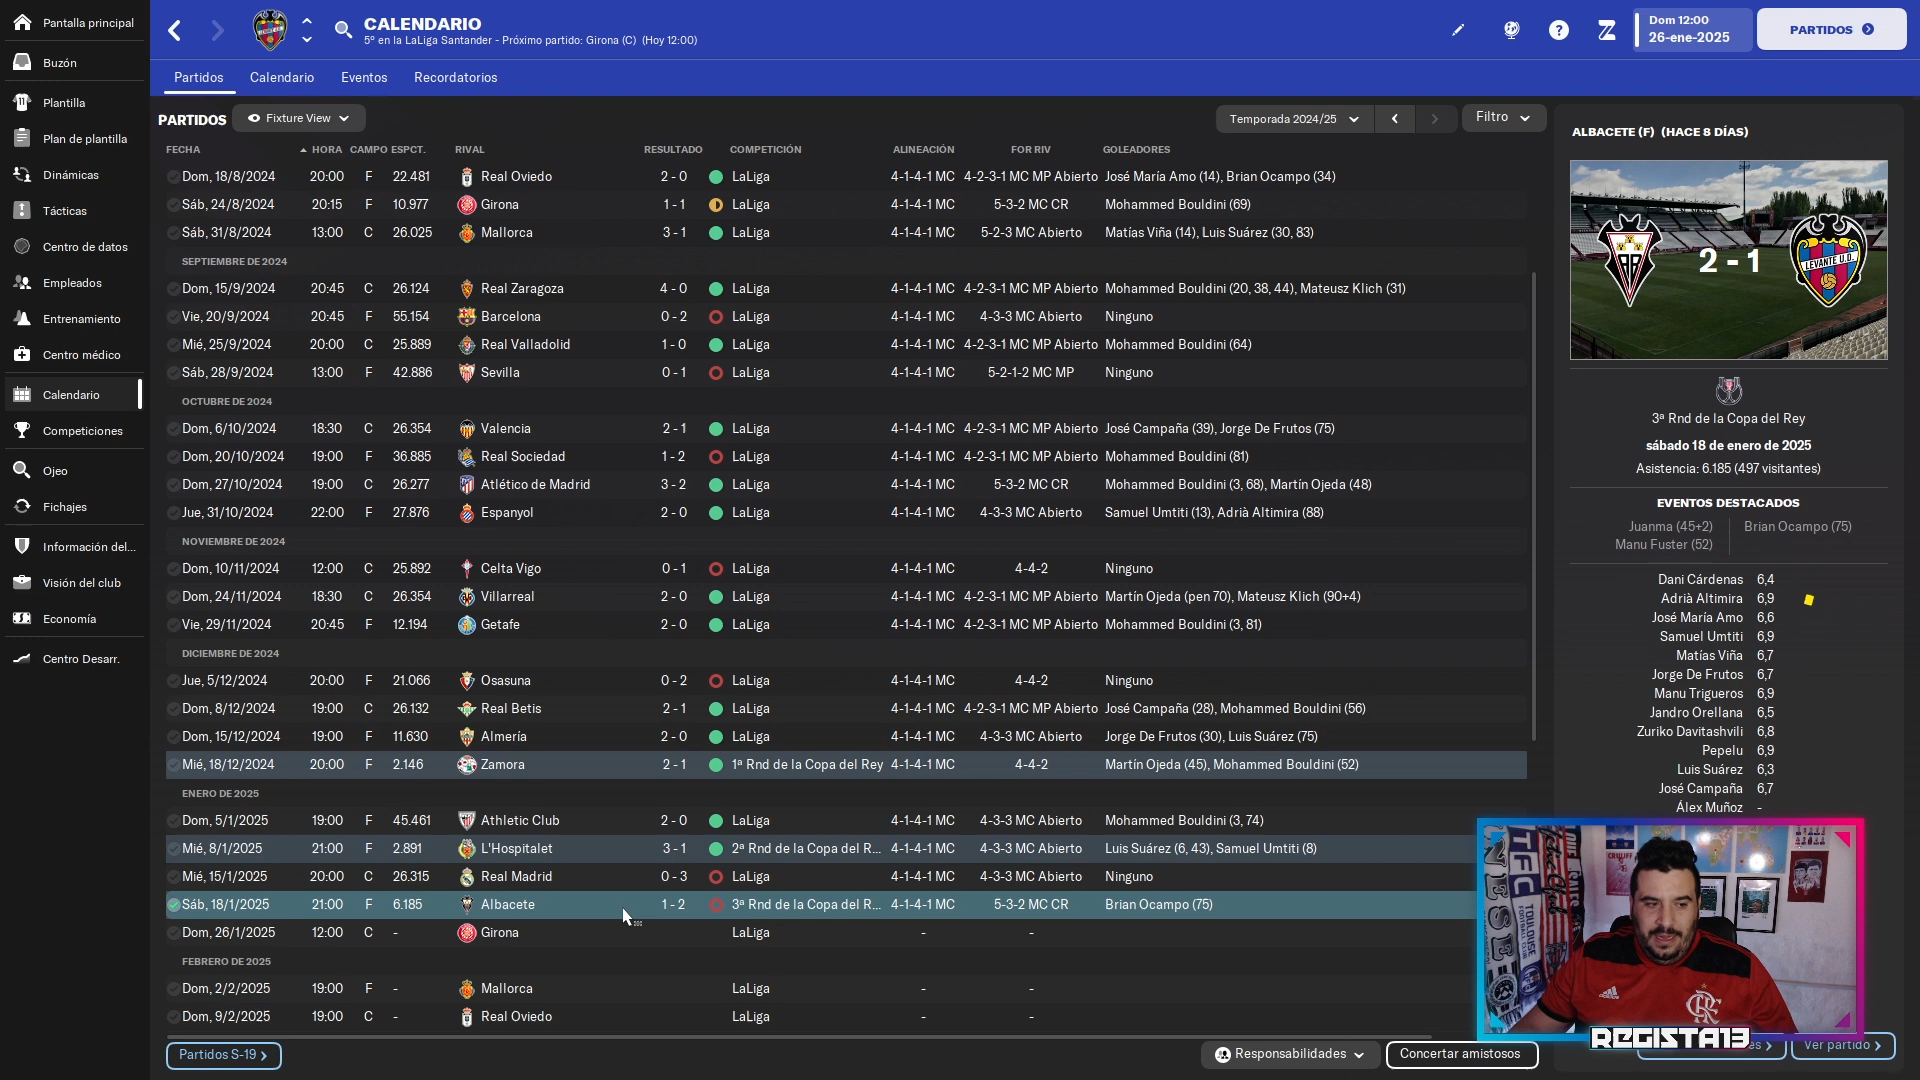 Pantalla principal
Buzón
Plantilla
Plan de plantilla
Dinámicas
Tácticas
Centro de datos
Empleados
Entrenamiento
Centro médico
Calendario
Competiciones
Ojeo
Fichajes
Información del...
Visión del club
Economía
Centro Desarr.
CALENDARIO
5º en la LaLiga Santander - Próximo partido: Girona (C) (Hoy 12:00)
Dom 12:00
26-ene-2025
PARTIDOS
Partidos Calendario Eventos Recordatorios
PARTIDOS Fixture View Temporada 2024/25 Filtro
FECHA HORA CAMPO ESPCT. RIVAL RESULTADO COMPETICIÓN ALINEACIÓN FOR RIV GOLEADORES
Dom, 18/8/2024 20:00 F 22.481 Real Oviedo 2 - 0 LaLiga 4-1-4-1 MC 4-2-3-1 MC MP Abierto José María Amo (14), Brian Ocampo (34)
Sáb, 24/8/2024 20:15 F 10.977 Girona 1 - 1 LaLiga 4-1-4-1 MC 5-3-2 MC CR Mohammed Bouldini (69)
Sáb, 31/8/2024 13:00 C 26.025 Mallorca 3 - 1 LaLiga 4-1-4-1 MC 5-2-3 MC Abierto Matías Viña (14), Luis Suárez (30, 83)
SEPTIEMBRE DE 2024
Dom, 15/9/2024 20:45 C 26.124 Real Zaragoza 4 - 0 LaLiga 4-1-4-1 MC 4-2-3-1 MC MP Abierto Mohammed Bouldini (20, 38, 44), Mateusz Klich (31)
Vie, 20/9/2024 20:45 F 55.154 Barcelona 0 - 2 LaLiga 4-1-4-1 MC 4-3-3 MC Abierto Ninguno
Mié, 25/9/2024 20:00 C 25.889 Real Valladolid 1 - 0 LaLiga 4-1-4-1 MC 4-2-3-1 MC MP Abierto Mohammed Bouldini (64)
Sáb, 28/9/2024 13:00 F 42.886 Sevilla 0 - 1 LaLiga 4-1-4-1 MC 5-2-1-2 MC MP Ninguno
OCTUBRE DE 2024
Dom, 6/10/2024 18:30 C 26.354 Valencia 2 - 1 LaLiga 4-1-4-1 MC 4-2-3-1 MC MP Abierto José Campaña (39), Jorge De Frutos (75)
Dom, 20/10/2024 19:00 F 36.885 Real Sociedad 1 - 2 LaLiga 4-1-4-1 MC 4-2-3-1 MC MP Abierto Mohammed Bouldini (81)
Dom, 27/10/2024 19:00 C 26.277 Atlético de Madrid 3 - 2 LaLiga 4-1-4-1 MC 5-3-2 MC CR Mohammed Bouldini (3, 68), Martín Ojeda (48)
Jue, 31/10/2024 22:00 F 27.876 Espanyol 2 - 0 LaLiga 4-1-4-1 MC 4-3-3 MC Abierto Samuel Umtiti (13), Adrià Altimira (88)
NOVIEMBRE DE 2024
Dom, 10/11/2024 12:00 C 25.892 Celta Vigo 0 - 1 LaLiga 4-1-4-1 MC 4-4-2 Ninguno
Dom, 24/11/2024 18:30 C 26.354 Villarreal 2 - 0 LaLiga 4-1-4-1 MC 4-2-3-1 MC MP Abierto Martín Ojeda (pen 70), Mateusz Klich (90+4)
Vie, 29/11/2024 20:45 F 12.194 Getafe 2 - 0 LaLiga 4-1-4-1 MC 4-2-3-1 MC MP Abierto Mohammed Bouldini (3, 81)
DICIEMBRE DE 2024
Jue, 5/12/2024 20:00 F 21.066 Osasuna 0 - 2 LaLiga 4-1-4-1 MC 4-4-2 Ninguno
Dom, 8/12/2024 19:00 C 26.132 Real Betis 2 - 1 LaLiga 4-1-4-1 MC 4-2-3-1 MC MP Abierto José Campaña (28), Mohammed Bouldini (56)
Dom, 15/12/2024 19:00 F 11.630 Almería 2 - 0 LaLiga 4-1-4-1 MC 4-3-3 MC Abierto Jorge De Frutos (30), Luis Suárez (75)
Mié, 18/12/2024 20:00 F 2.146 Zamora 2 - 1 1ª Rnd de la Copa del Rey 4-1-4-1 MC 4-4-2 Martín Ojeda (45), Mohammed Bouldini (52)
ENERO DE 2025
Dom, 5/1/2025 19:00 F 45.461 Athletic Club 2 - 0 LaLiga 4-1-4-1 MC 4-3-3 MC Abierto Mohammed Bouldini (3, 74)
Mié, 8/1/2025 21:00 F 2.891 L'Hospitalet 3 - 1 2ª Rnd de la Copa del R... 4-1-4-1 MC 4-3-3 MC Abierto Luis Suárez (6, 43), Samuel Umtiti (8)
Mié, 15/1/2025 20:00 C 26.315 Real Madrid 0 - 3 LaLiga 4-1-4-1 MC 4-3-3 MC Abierto Ninguno
Sáb, 18/1/2025 21:00 F 6.185 Albacete 1 - 2 3ª Rnd de la Copa del R... 4-1-4-1 MC 5-3-2 MC CR Brian Ocampo (75)
Dom, 26/1/2025 12:00 C - Girona LaLiga - -
FEBRERO DE 2025
Dom, 2/2/2025 19:00 F - Mallorca LaLiga - -
Dom, 9/2/2025 19:00 C - Real Oviedo LaLiga - -
Partidos S-19 Responsabilidades Concertar amistosos
ALBACETE (F) (HACE 8 DÍAS)
2 - 1
LEVANTE U.D.
3ª Rnd de la Copa del Rey
sábado 18 de enero de 2025
Asistencia: 6.185 (497 visitantes)
EVENTOS DESTACADOS
Juanma (45+2) Brian Ocampo (75)
Manu Fuster (52)
Dani Cárdenas 6,4
Adrià Altimira 6,9
José María Amo 6,6
Samuel Umtiti 6,9
Matías Viña 6,7
Jorge De Frutos 6,7
Manu Trigueros 6,9
Jandro Orellana 6,5
Zuriko Davitashvili 6,8
Pepelu 6,9
Luis Suárez 6,3
José Campaña 6,7
Álex Muñoz -
CRUYFF
TFC
TOULOUSE
REGISTA13
Ver partido